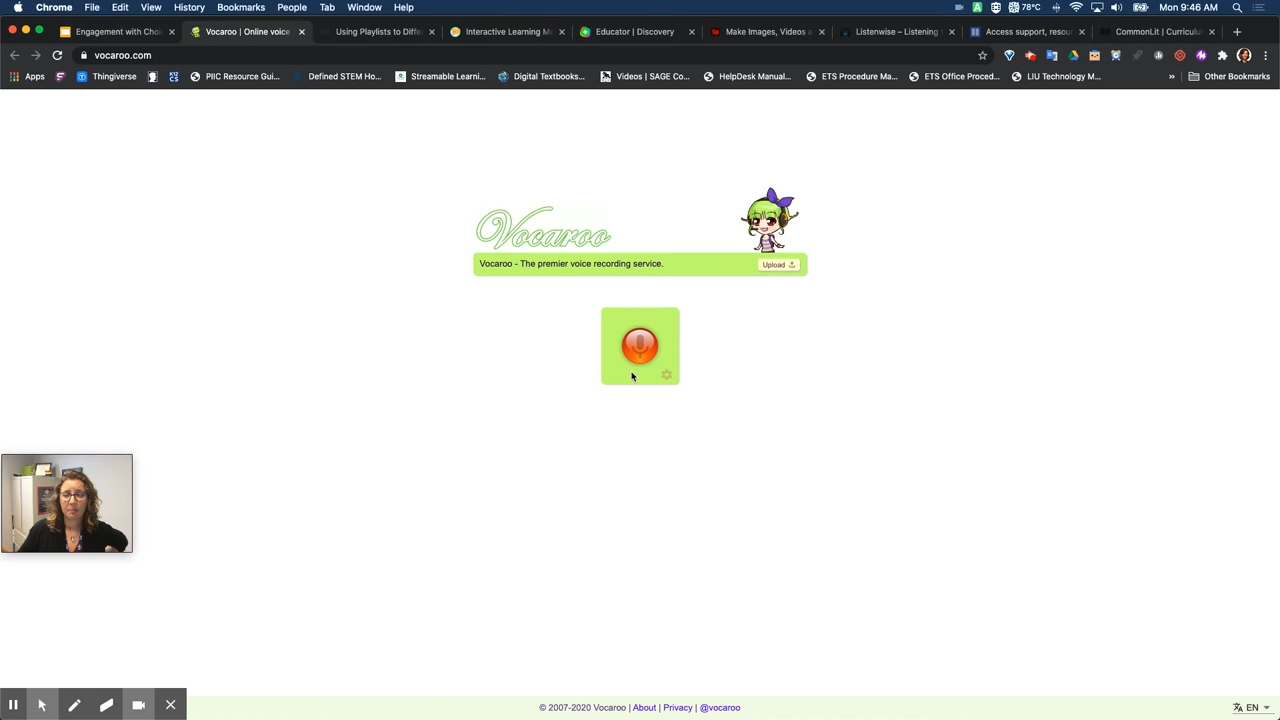 Chrome File Edit View History Bookmarks People Tab Window Help 78°C Mon 9:46 AM
Engagement with Choi Vocaroo | Online voice Using Playlists to Differ Interactive Learning M Educator | Discovery Make Images, Videos a Listenwise – Listening Access support, resou CommonLit | Curriculu
vocaroo.com
Apps Thingiverse PIIC Resource Gui... Defined STEM Ho... Streamable Learni... Digital Textbooks... Videos | SAGE Co... HelpDesk Manual... ETS Procedure Ma... ETS Office Proced... LIU Technology M... » Other Bookmarks
Vocaroo
Vocaroo - The premier voice recording service. Upload
© 2007-2020 Vocaroo | About | Privacy | @vocaroo EN